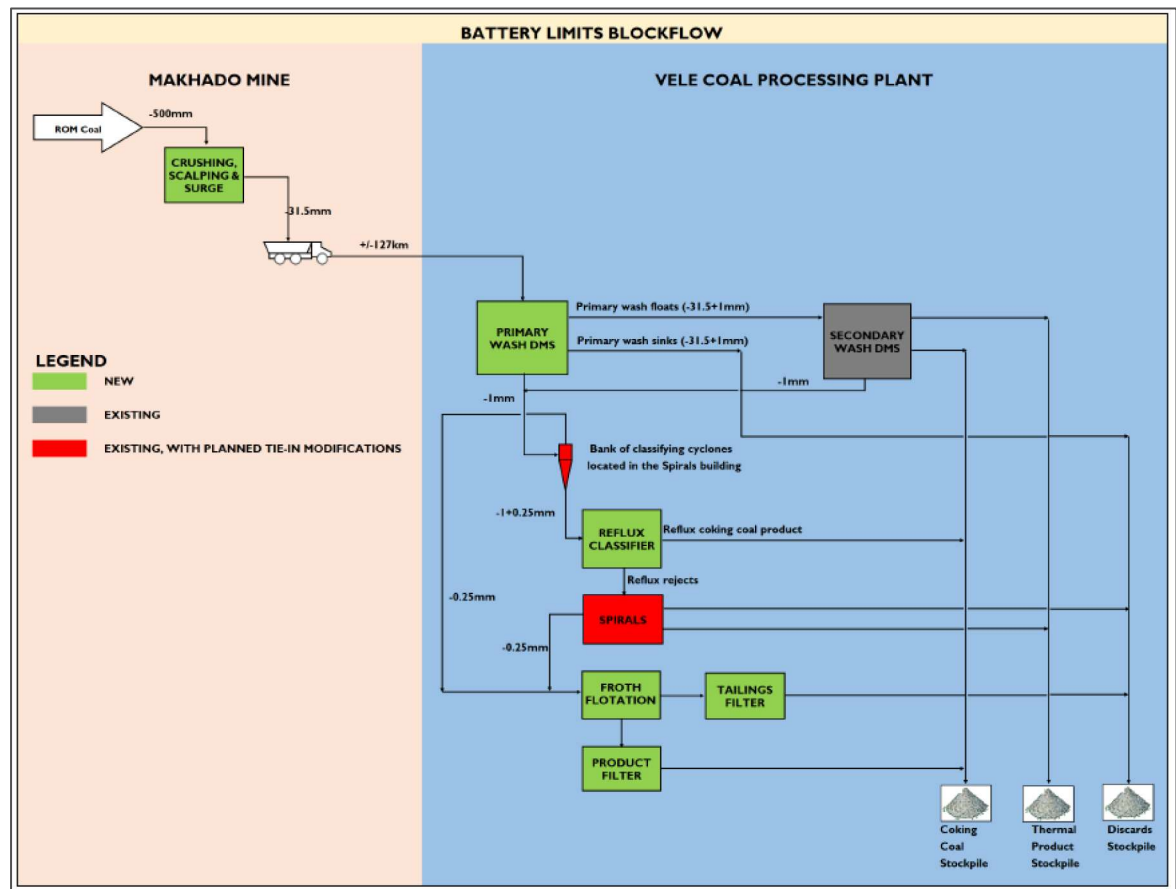 BATTERY LIMITS BLOCKFLOW
MAKHADO MINE
VELE COAL PROCESSING PLANT
-500mm
ROM Coal
CRUSHING,
SCALPING &
SURGE
-31.5mm
+/-127km
Primary wash floats (-31.5+1mm)
PRIMARY
WASH DMS
SECONDARY
WASH DMS
Primary wash sinks (-31.5+1mm)
LEGEND
NEW
EXISTING
EXISTING, WITH PLANNED TIE-IN MODIFICATIONS
-1mm
-1mm
Bank of classifying cyclones
located in the Spirals building
-1+0.25mm
REFLUX
CLASSIFIER
Reflux coking coal product
Reflux rejects
-0.25mm
SPIRALS
-0.25mm
FROTH
FLOTATION
TAILINGS
FILTER
PRODUCT
FILTER
Coking
Coal
Stockpile
Thermal
Product
Stockpile
Discards
Stockpile